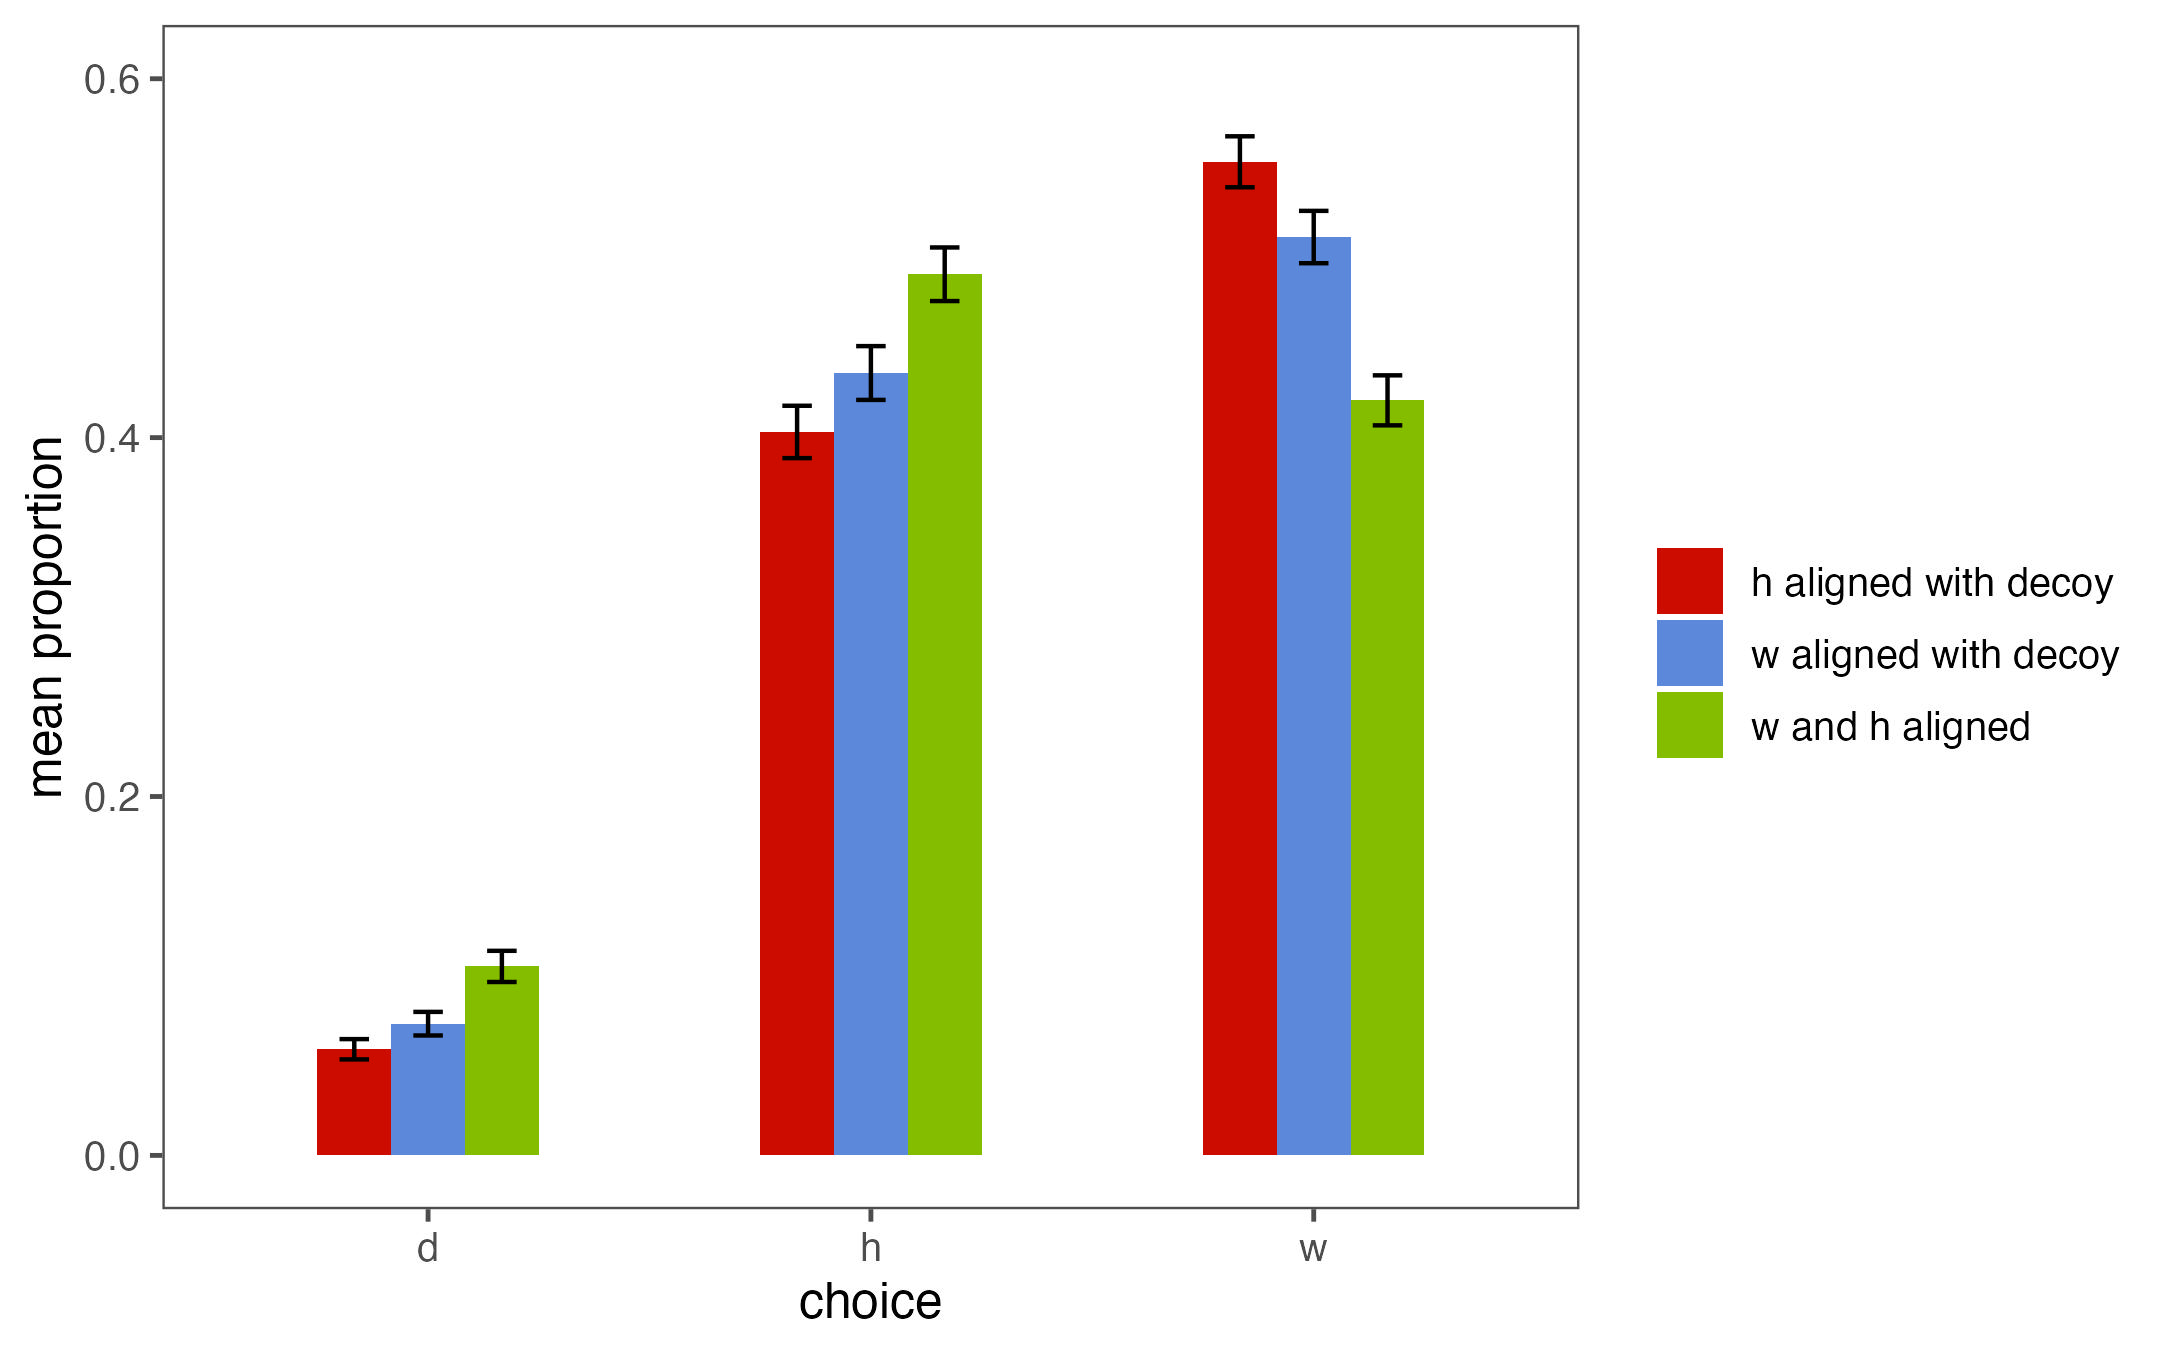 0.6
0.4
0.2
0.0
mean proportion
d
h
w
choice
h aligned with decoy
w aligned with decoy
w and h aligned